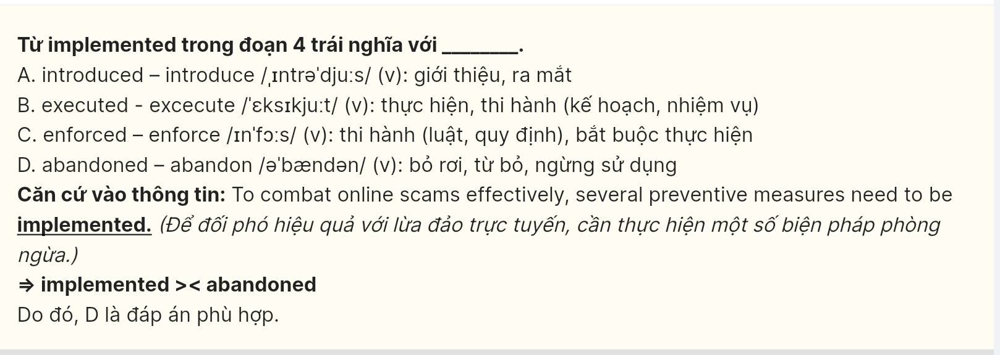 Từ implemented trong đoạn 4 trái nghĩa với ________.
A. introduced – introduce /ˌɪntrəˈdjuːs/ (v): giới thiệu, ra mắt
B. executed - excecute /ˈɛksɪkjuːt/ (v): thực hiện, thi hành (kế hoạch, nhiệm vụ)
C. enforced – enforce /ɪnˈfɔːs/ (v): thi hành (luật, quy định), bắt buộc thực hiện
D. abandoned – abandon /əˈbændən/ (v): bỏ rơi, từ bỏ, ngừng sử dụng
Căn cứ vào thông tin: To combat online scams effectively, several preventive measures need to be
implemented. (Để đối phó hiệu quả với lừa đảo trực tuyến, cần thực hiện một số biện pháp phòng
ngừa.)
⇒ implemented >< abandoned
Do đó, D là đáp án phù hợp.